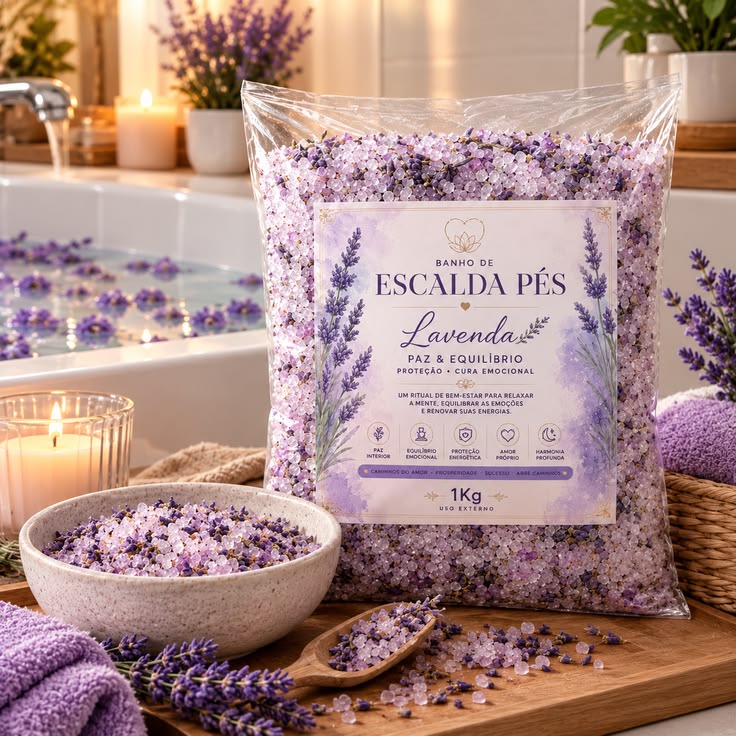 BANHO DE
ESCALDA PÉS
Lavenda
PAZ & EQUILÍBRIO
PROTEÇÃO • CURA EMOCIONAL
UM RITUAL DE BEM-ESTAR PARA RELAXAR
A MENTE, EQUILIBRAR AS EMOÇÕES
E RENOVAR SUAS ENERGIAS.
PAZ
INTERIOR
EQUILÍBRIO
EMOCIONAL
PROTEÇÃO
ENERGÉTICA
AMOR
PRÓPRIO
HARMONIA
PROFUNDA
CAMINHOS DO AMOR • PROSPERIDADE • SUCESSO • ABRE CAMINHOS
1Kg
USO EXTERNO